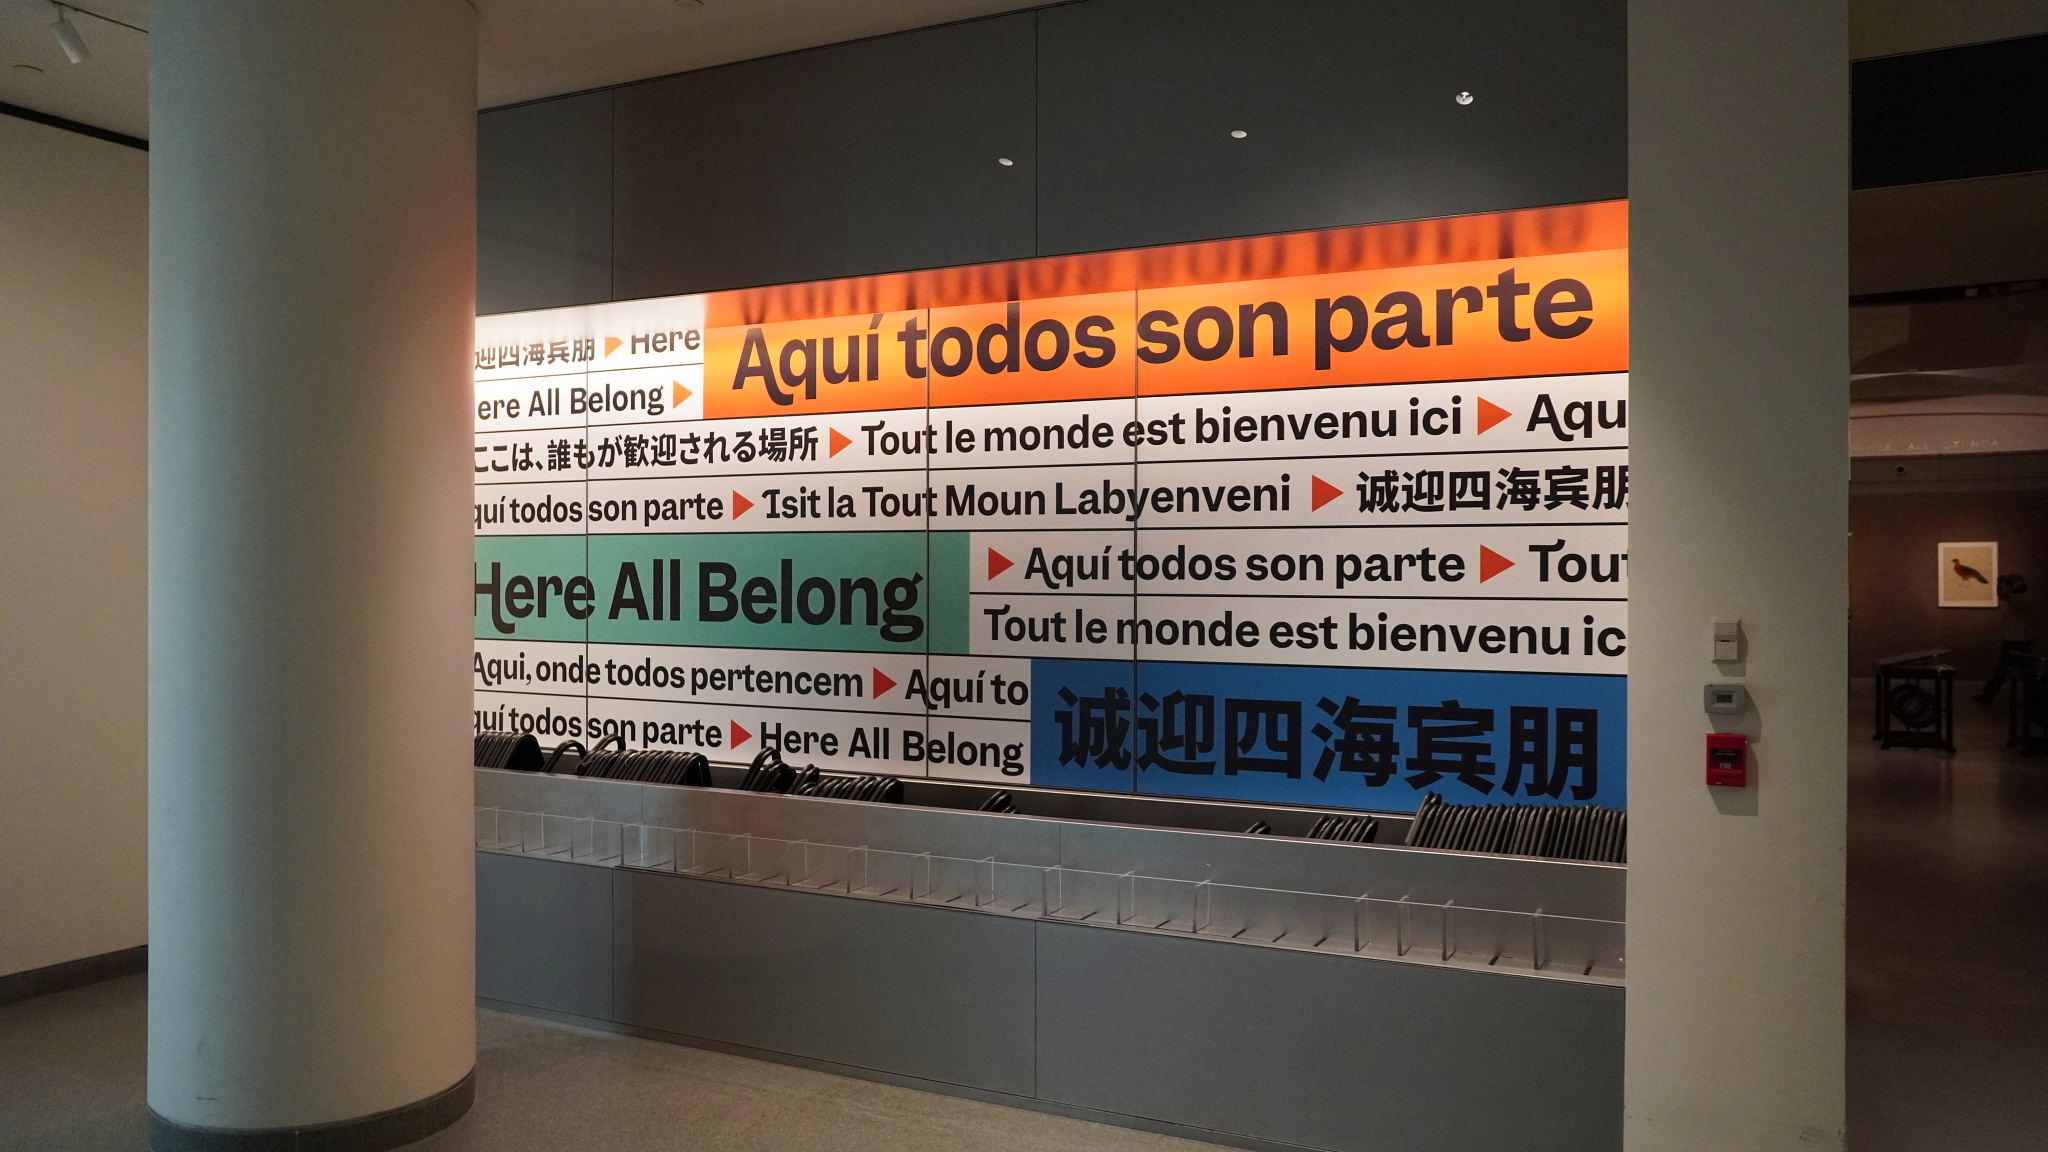 迎四海宾朋 Here
ere All Belong
Aquí todos son parte
ここは、誰もが歓迎される場所 Tout le monde est bienvenu ici Aqu
quí todos son parte Isit la Tout Moun Labyenveni 诚迎四海宾朋
Here All Belong
Aquí todos son parte Tout
Tout le monde est bienvenu ic
Aqui, onde todos pertencem Aquí to
quí todos son parte Here All Belong
诚迎四海宾朋
FIRE